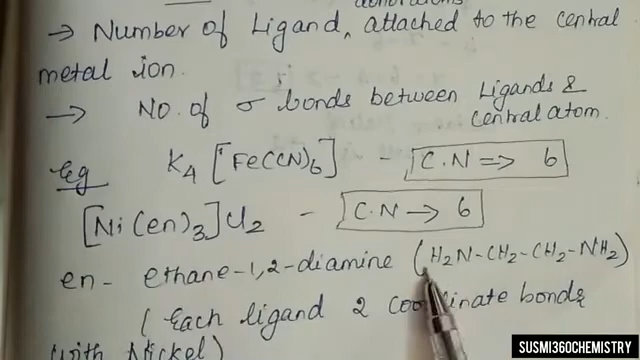 donor atoms
→ Number of Ligand, attached to the central
metal ion.
→ No. of σ bonds between Ligands &
central atom.
Eg K4[Fe(CN)6] - C.N ⇒ 6
[Ni(en)3]Cl2 - C.N → 6
en - ethane-1,2-diamine (H2N-CH2-CH2-NH2)
(Each ligand 2 coordinate bonds
with Nickel)
SUSMI360CHEMISTRY